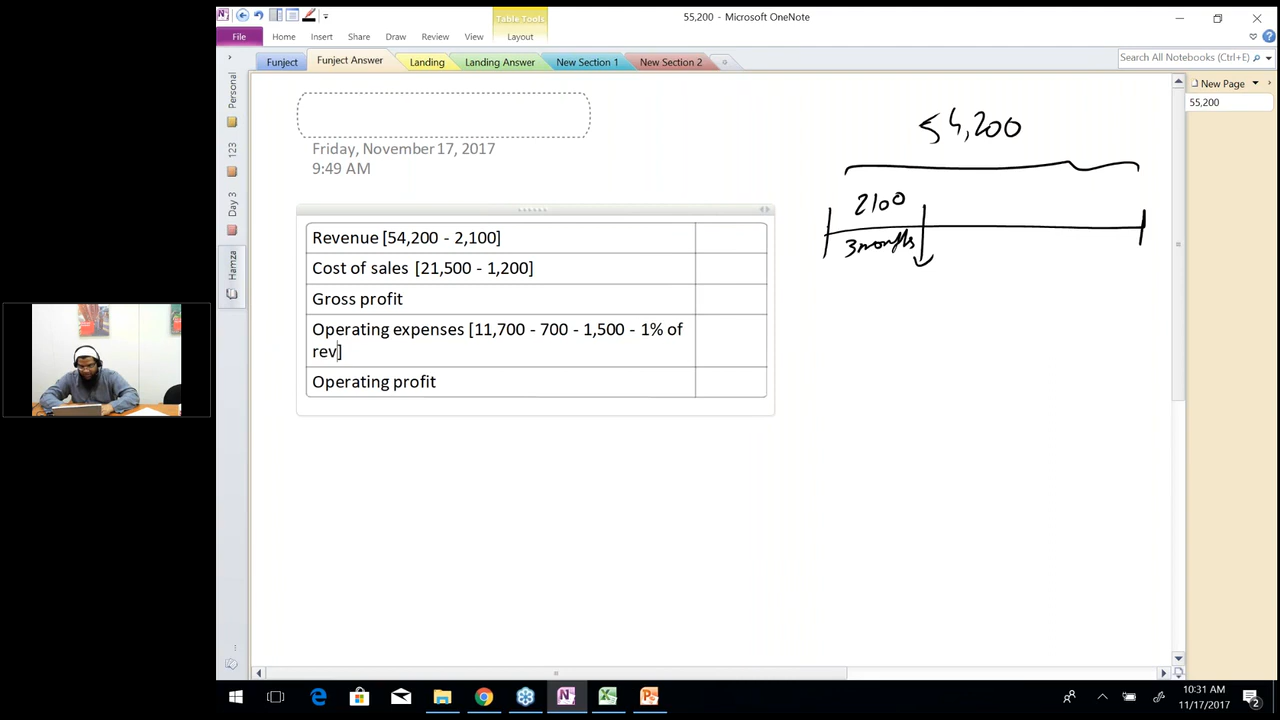 55,200 - Microsoft OneNote
Table Tools
File
Home
Insert
Share
Draw
Review
View
Layout
Funject
Funject Answer
Landing
Landing Answer
New Section 1
New Section 2
Search All Notebooks (Ctrl+E)
New Page
55,200
Personal
123
Day 3
Hamza
Friday, November 17, 2017
9:49 AM
Revenue [54,200 - 2,100]
Cost of sales [21,500 - 1,200]
Gross profit
Operating expenses [11,700 - 700 - 1,500 - 1% of
rev]
Operating profit
54,200
2100
3 months
10:31 AM
11/17/2017
2